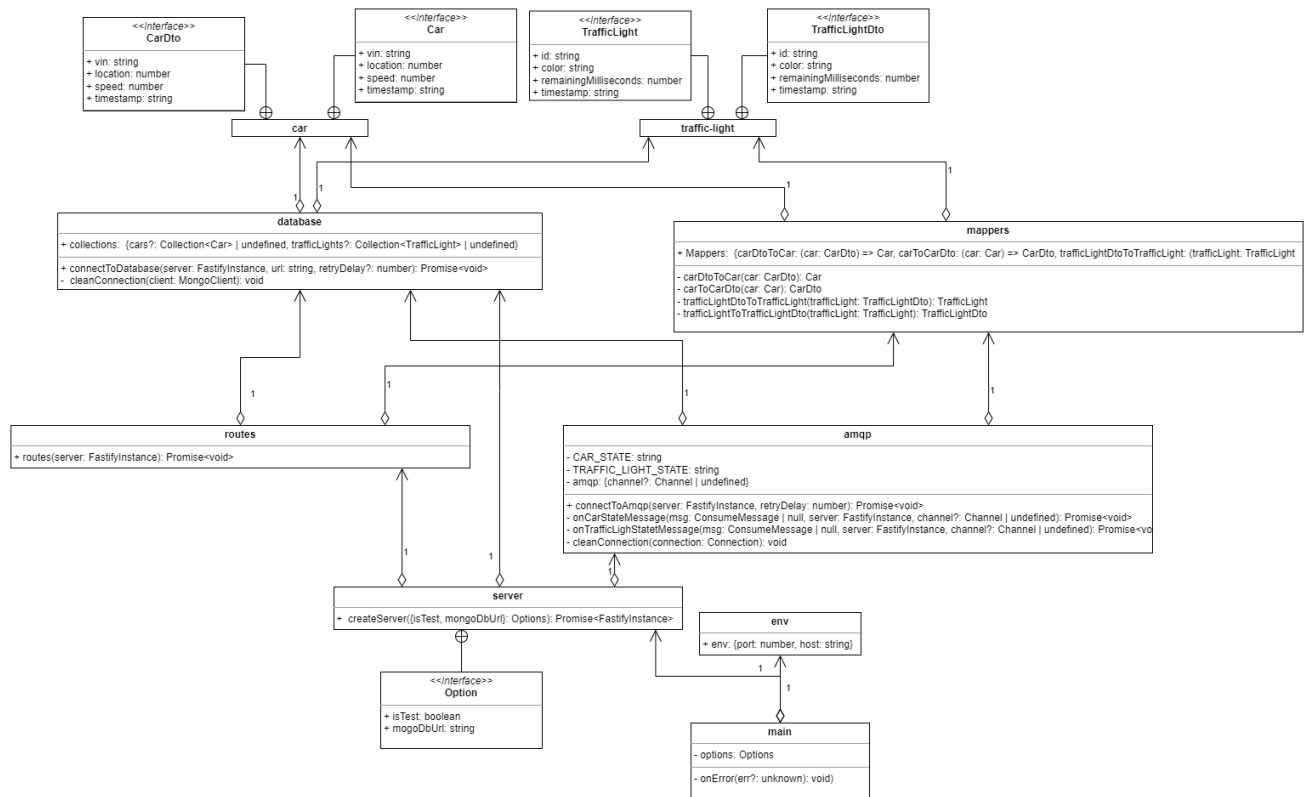 <<Interface>>
CarDto
+ vin: string
+ location: number
+ speed: number
+ timestamp: string
<<Interface>>
Car
+ vin: string
+ location: number
+ speed: number
+ timestamp: string
<<Interface>>
TrafficLight
+ id: string
+ color: string
+ remainingMilliseconds: number
+ timestamp: string
<<Interface>>
TrafficLightDto
+ id: string
+ color: string
+ remainingMilliseconds: number
+ timestamp: string
car
traffic-light
1
1
1
1
database
+ collections: {cars?: Collection<Car> | undefined, trafficLights?: Collection<TrafficLight> | undefined}
+ connectToDatabase(server: FastifyInstance, url: string, retryDelay?: number): Promise<void>
- cleanConnection(client: MongoClient): void
mappers
+ Mappers: {carDtoToCar: (car: CarDto) => Car, carToCarDto: (car: Car) => CarDto, trafficLightDtoToTrafficLight: (trafficLight: TrafficLight
- carDtoToCar(car: CarDto): Car
- carToCarDto(car: Car): CarDto
- trafficLightDtoToTrafficLight(trafficLight: TrafficLightDto): TrafficLight
- trafficLightToTrafficLightDto(trafficLight: TrafficLight): TrafficLightDto
1
1
1
1
routes
+ routes(server: FastifyInstance): Promise<void>
amqp
- CAR_STATE: string
- TRAFFIC_LIGHT_STATE: string
- amqp: {channel?: Channel | undefined}
+ connectToAmqp(server: FastifyInstance, retryDelay: number): Promise<void>
- onCarStateMessage(msg: ConsumeMessage | null, server: FastifyInstance, channel?: Channel | undefined): Promise<void>
- onTrafficLighStatetMessage(msg: ConsumeMessage | null, server: FastifyInstance, channel?: Channel | undefined): Promise<vo
- cleanConnection(connection: Connection): void
1
1
1
server
+ createServer({isTest, mongoDbUrl}: Options): Promise<FastifyInstance>
env
+ env: {port: number, host: string}
1
1
<<Interface>>
Option
+ isTest: boolean
+ mogoDbUrl: string
main
- options: Options
- onError(err?: unknown): void)